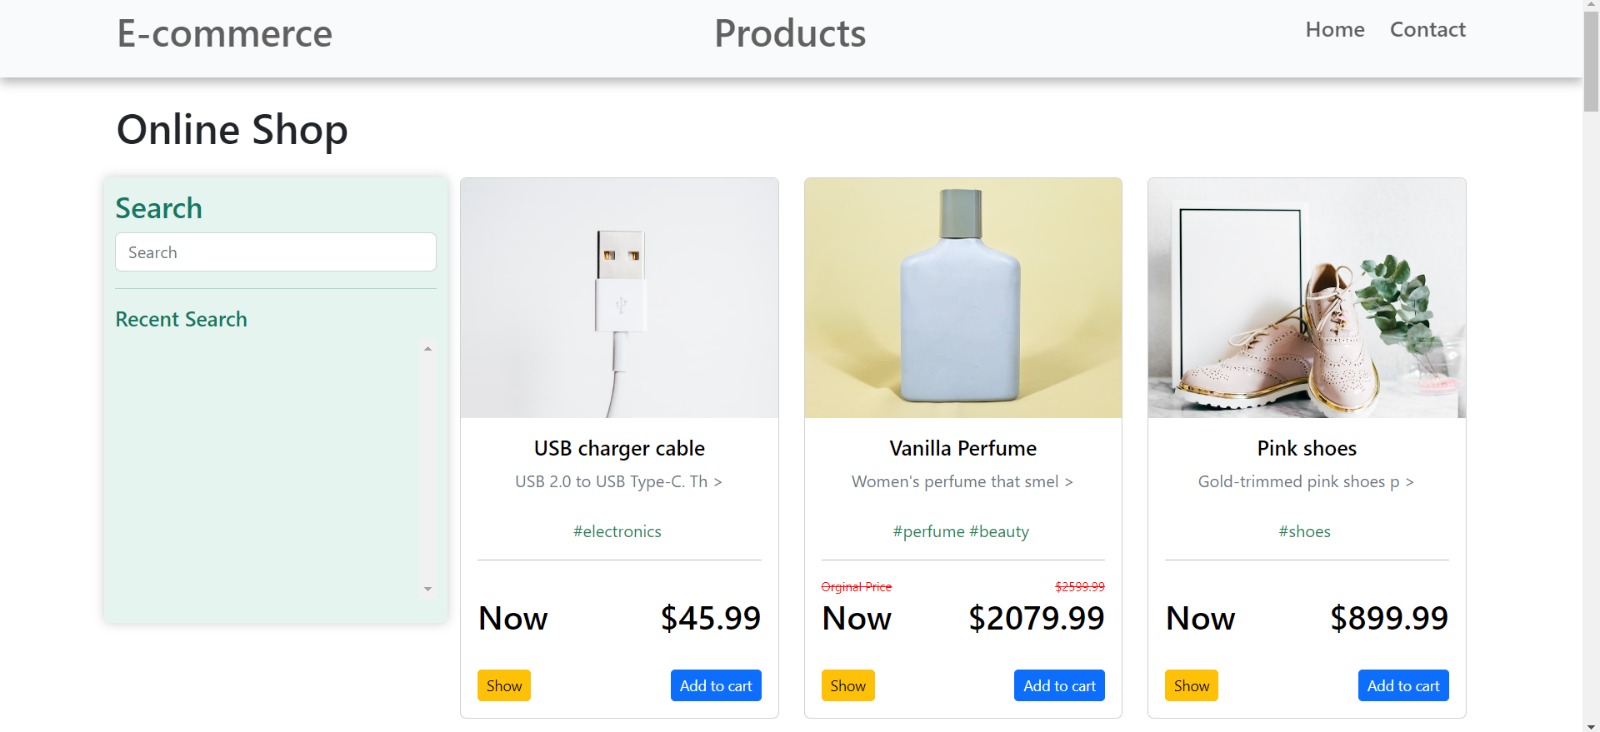 E-commerce
Products
Home
Contact
Online Shop
Search
Search
Recent Search
USB charger cable
USB 2.0 to USB Type-C. Th >
#electronics
Now $45.99
Show
Add to cart
Vanilla Perfume
Women's perfume that smel >
#perfume #beauty
Orginal Price $2599.99
Now $2079.99
Show
Add to cart
Pink shoes
Gold-trimmed pink shoes p >
#shoes
Now $899.99
Show
Add to cart